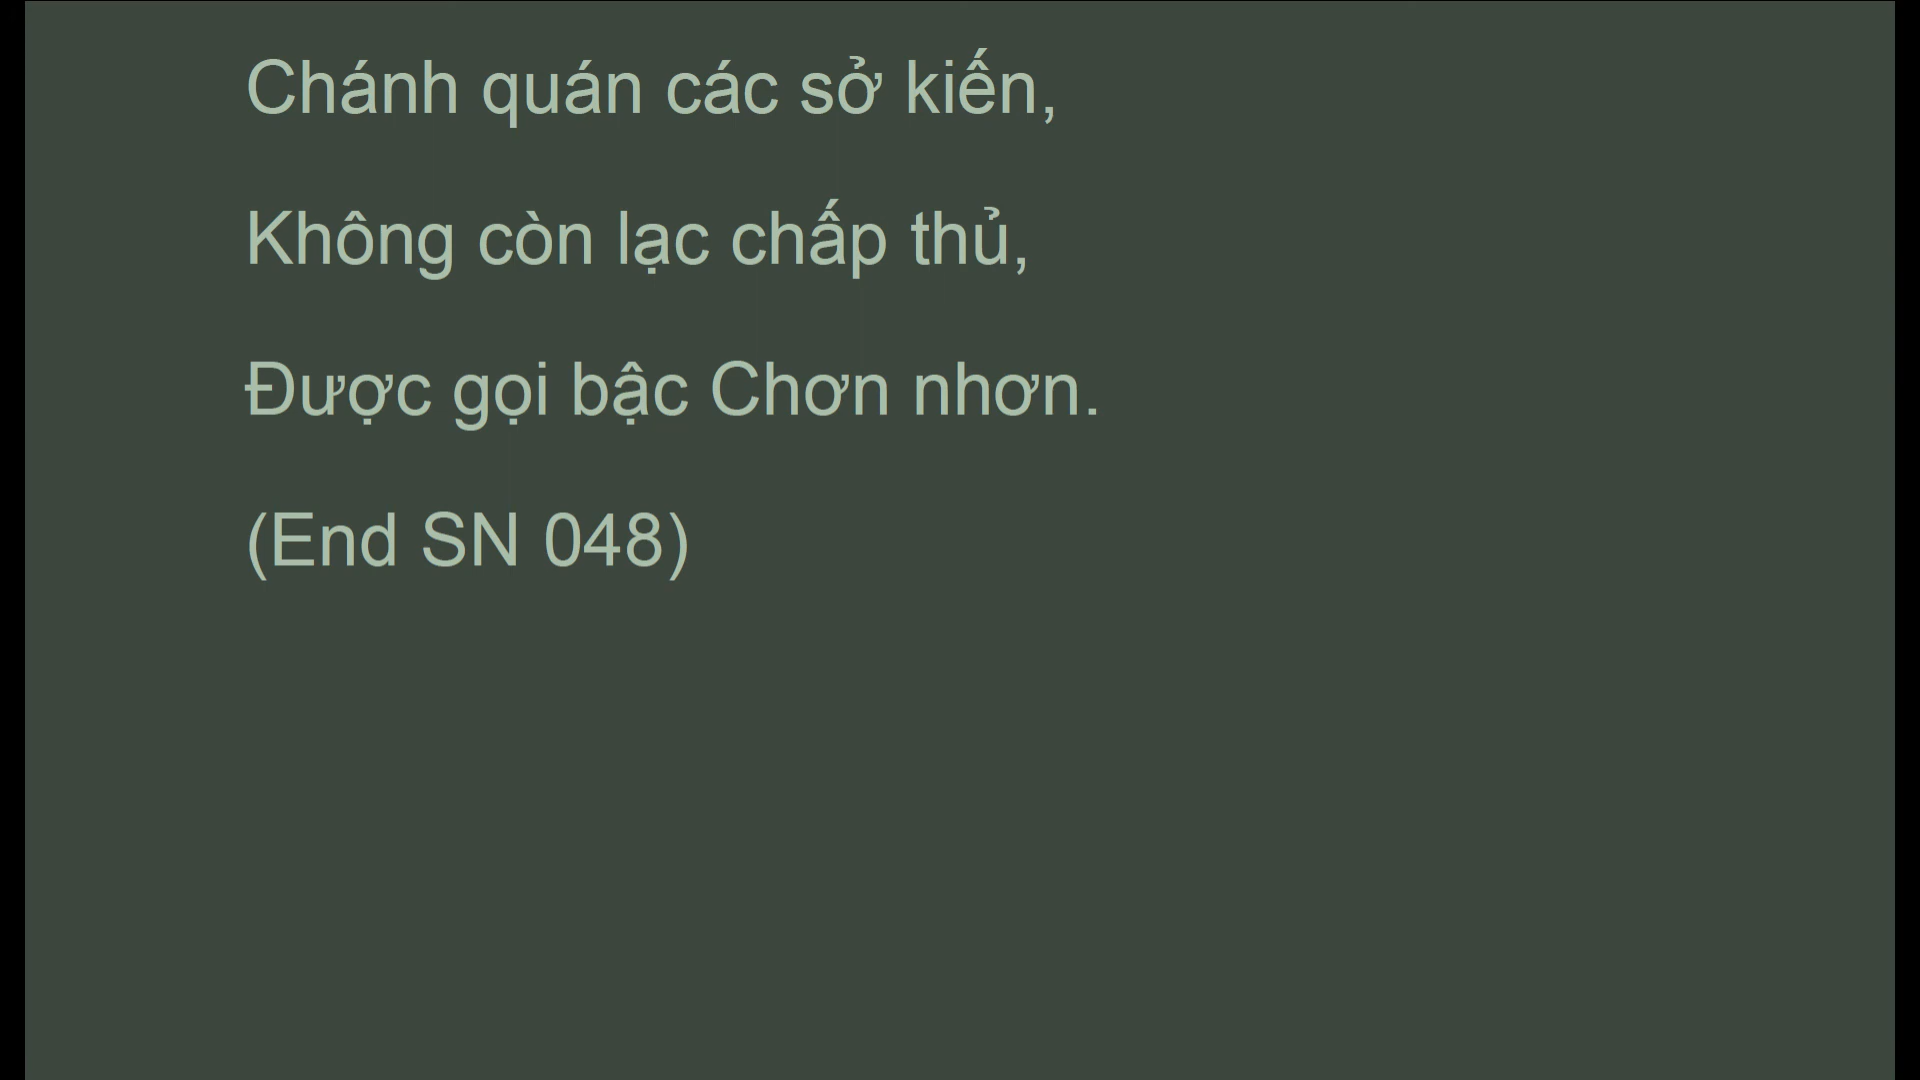 Chánh quán các sở kiến,
Không còn lạc chấp thủ,
Được gọi bậc Chơn nhơn.
(End SN 048)